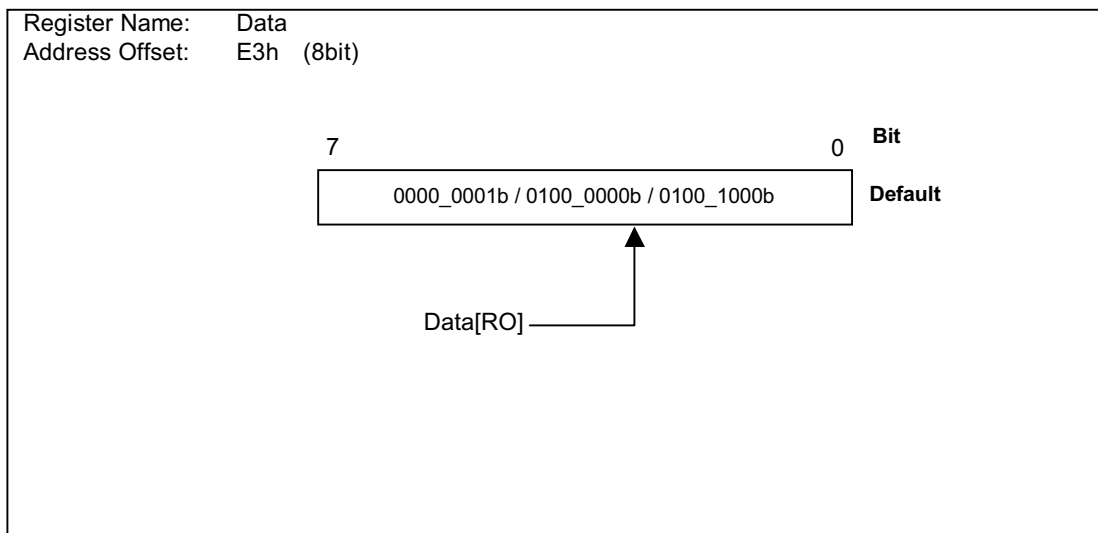 Register Name: Data
Address Offset: E3h (8bit)
7 0 Bit
0000_0001b / 0100_0000b / 0100_1000b Default
Data[RO]